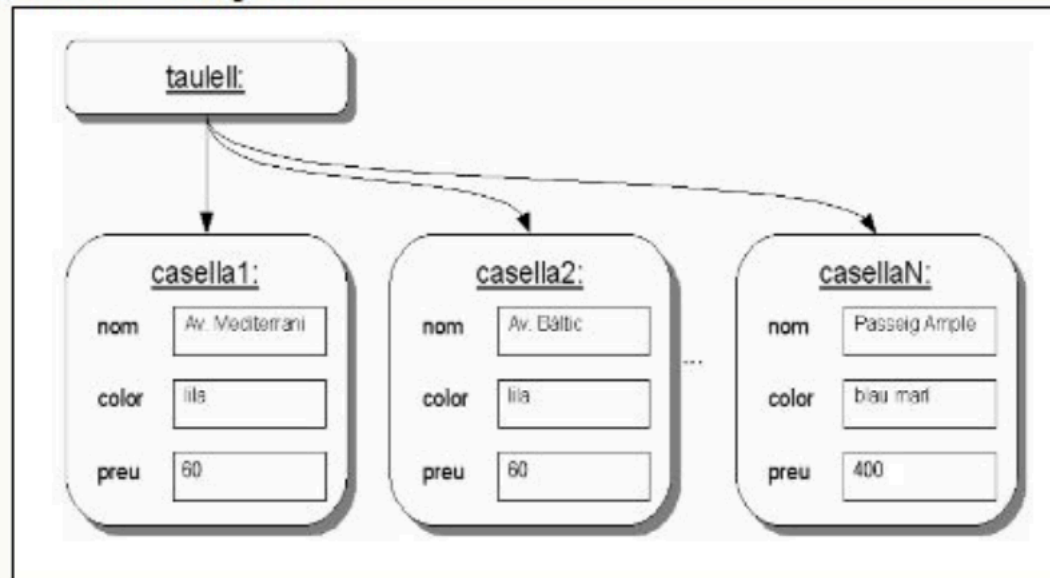 taulell:
casella1:
nom Av. Mediterrani
color lila
preu 60
casella2:
nom Av. Bàltic
color lila
preu 60
...
casellaN:
nom Passeig Ample
color blau marí
preu 400